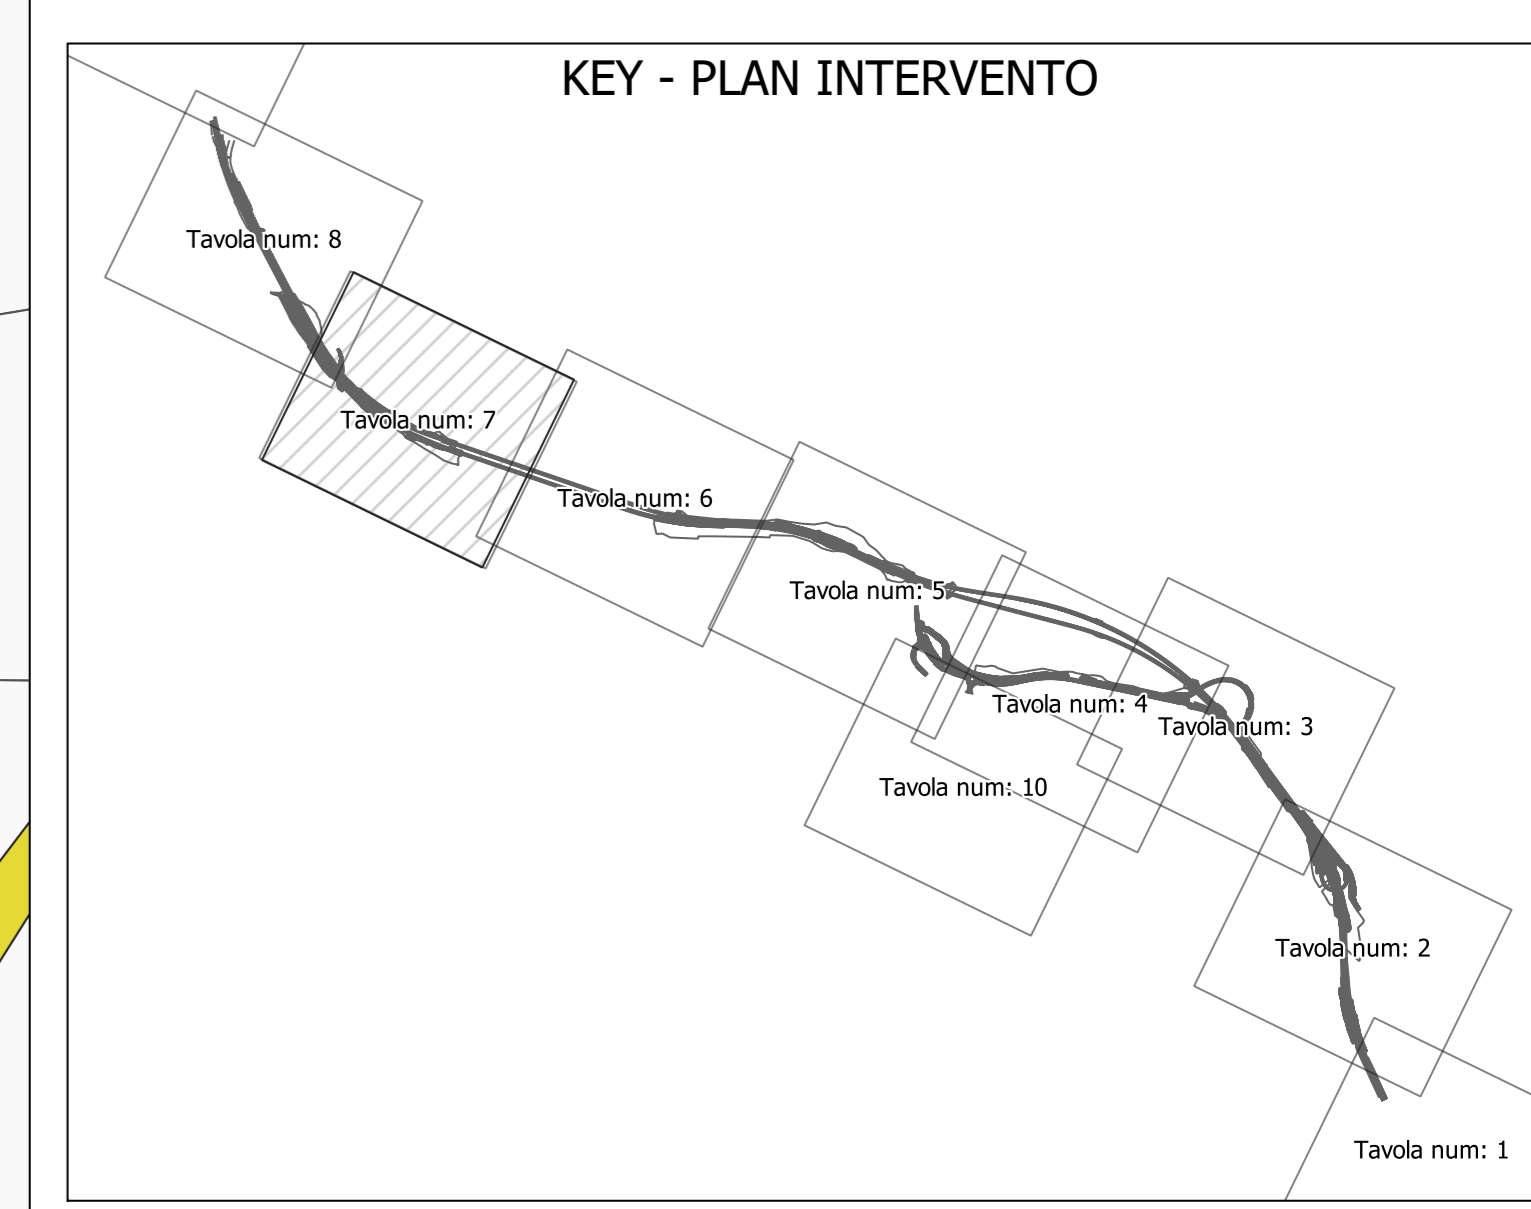 KEY - PLAN INTERVENTO
Tavola num: 8
Tavola num: 7
Tavola num: 6
Tavola num: 5
Tavola num: 4
Tavola num: 3
Tavola num: 10
Tavola num: 2
Tavola num: 1